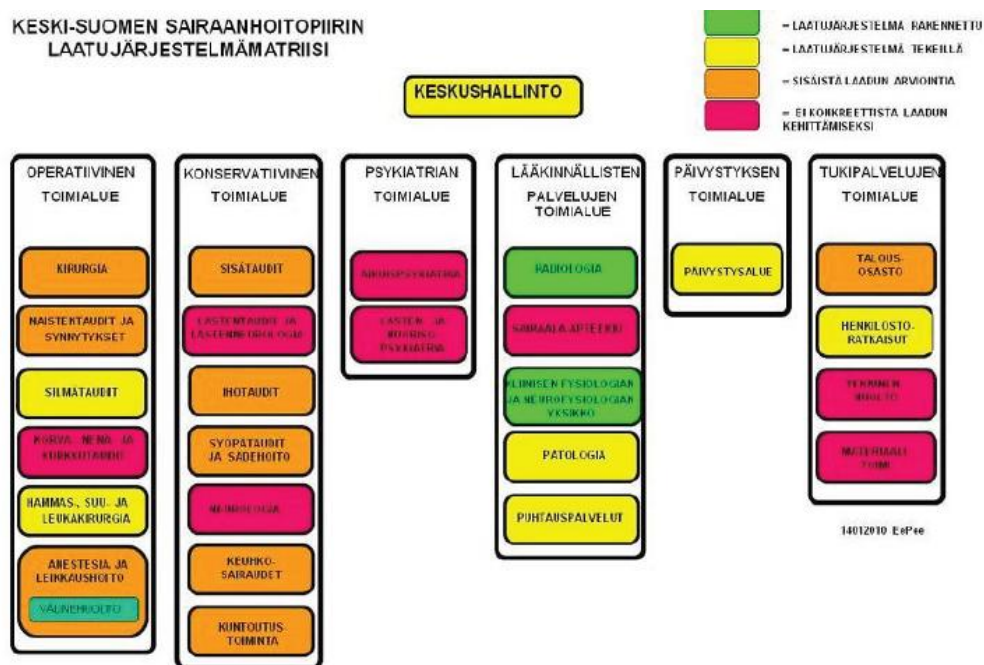 KESKI-SUOMEN SAIRAANHOITOPIIRIN
LAATUJÄRJESTELMÄMATRIISI
= LAATUJÄRJESTELMÄ RAKENNETTU
= LAATUJÄRJESTELMÄ TEKEILLÄ
= SISÄISTÄ LAADUN ARVIOINTIA
= EI KONKREETTISTA LAADUN
KEHITTÄMISEKSI
KESKUSHALLINTO
OPERATIIVINEN
TOIMIALUE
KIRURGIA
NAISTENTAUDIT JA
SYNNYTYKSET
SILMÄTAUDIT
KORVA- NENÄ- JA
KURKKUTAUDIT
HAMMAS-, SUU- JA
LEUKAKIRURGIA
ANESTESIA JA
LEIKKAUSHOITO
VÄLINEHUOLTO
KONSERVATIIVINEN
TOIMIALUE
SISÄTAUDIT
LASTENTAUDIT JA
LASTENNEUROLOGIA
IHOTAUDIT
SYÖPÄTAUDIT
JA SÄDEHOITO
NEUROLOGIA
KEUHKO-
SAIRAUDET
KUNTOUTUS
TOIMINTA
PSYKIATRIAN
TOIMIALUE
AIKUISPSYKIATRIA
LASTEN- JA
NUORISO-
PSYKIATRIA
LÄÄKINNÄLLISTEN
PALVELUJEN
TOIMIALUE
RADIOLOGIA
SAIRAALA-APTEEKKI
KLIINISEN FYSIOLOGIAN
JA NEUROFYSIOLOGIAN
YKSIKKÖ
PATOLOGIA
PUHTAUSPALVELUT
PÄIVYSTYKSEN
TOIMIALUE
PÄIVYSTYSALUE
TUKIPALVELUJEN
TOIMIALUE
TALOUS-
OSASTO
HENKILÖSTÖ-
RATKAISUT
TEKNINEN
HUOLTO
MATERIAALI
TOIMI
14012010 EePee